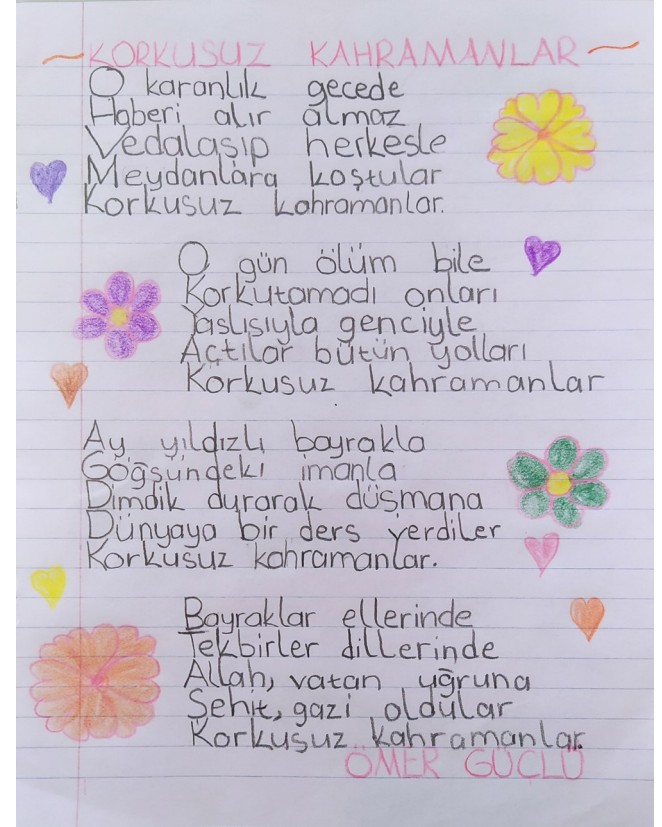 ~KORKUSUZ KAHRAMANLAR~
O karanlık gecede
Haberi alır almaz
Vedalaşıp herkesle
Meydanlara koştular
Korkusuz kahramanlar.
O gün ölüm bile
Korkutamadı onları
Yaşlısıyla genciyle
Açtılar bütün yolları
Korkusuz kahramanlar
Ay yıldızlı bayrakla
Göğsündeki imanla
Dimdik durarak düşmana
Dünyaya bir ders verdiler
Korkusuz kahramanlar.
Bayraklar ellerinde
Tekbirler dillerinde
Allah, vatan uğruna
Şehit, gazi oldular
Korkusuz kahramanlar.
ÖMER GÜÇLÜ